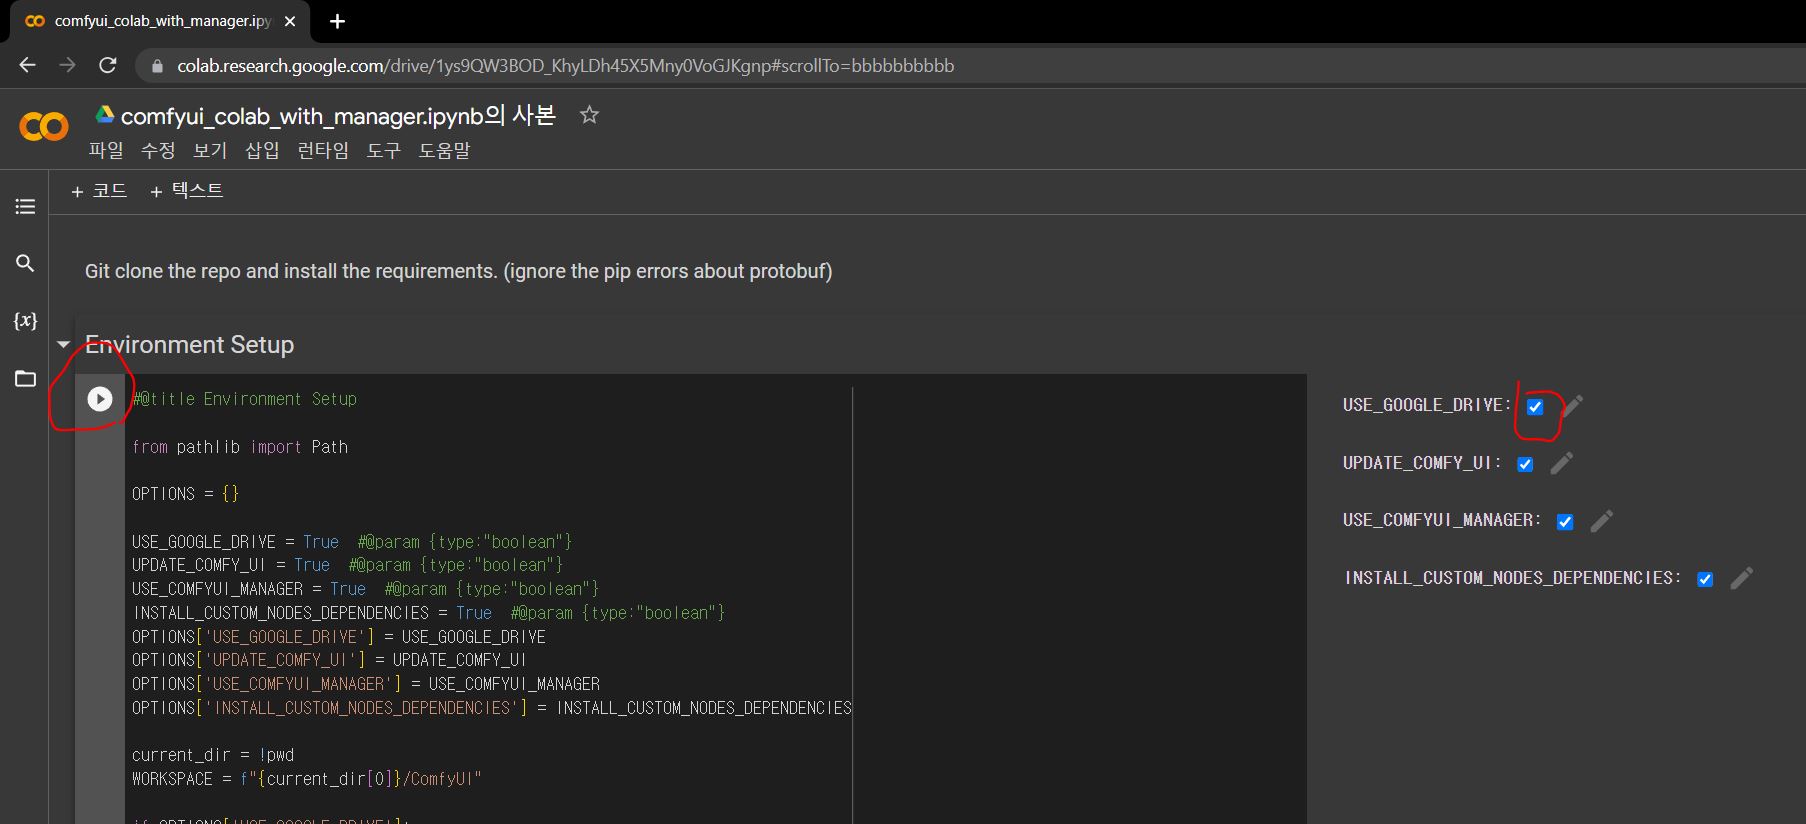 comfyui_colab_with_manager.ipy
colab.research.google.com/drive/1ys9QW3BOD_KhyLDh45X5Mny0VoGJKgnp#scrollTo=bbbbbbbbbb
comfyui_colab_with_manager.ipynb의 사본
파일 수정 보기 삽입 런타임 도구 도움말
+ 코드 + 텍스트
{x}
Git clone the repo and install the requirements. (ignore the pip errors about protobuf)
Environment Setup
#@title Environment Setup
from pathlib import Path
OPTIONS = {}
USE_GOOGLE_DRIVE = True #@param {type:"boolean"}
UPDATE_COMFY_UI = True #@param {type:"boolean"}
USE_COMFYUI_MANAGER = True #@param {type:"boolean"}
INSTALL_CUSTOM_NODES_DEPENDENCIES = True #@param {type:"boolean"}
OPTIONS['USE_GOOGLE_DRIVE'] = USE_GOOGLE_DRIVE
OPTIONS['UPDATE_COMFY_UI'] = UPDATE_COMFY_UI
OPTIONS['USE_COMFYUI_MANAGER'] = USE_COMFYUI_MANAGER
OPTIONS['INSTALL_CUSTOM_NODES_DEPENDENCIES'] = INSTALL_CUSTOM_NODES_DEPENDENCIES
current_dir = !pwd
WORKSPACE = f"{current_dir[0]}/ComfyUI"
USE_GOOGLE_DRIVE:
UPDATE_COMFY_UI:
USE_COMFYUI_MANAGER:
INSTALL_CUSTOM_NODES_DEPENDENCIES: